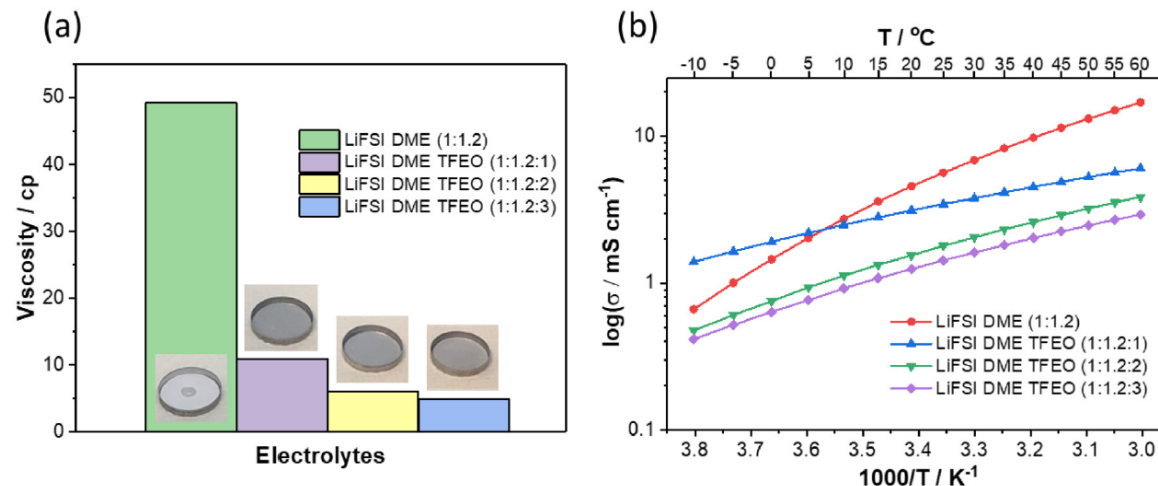 (a)
Viscosity / cp
50
40
30
20
10
0
LiFSI DME (1:1.2)
LiFSI DME TFEO (1:1.2:1)
LiFSI DME TFEO (1:1.2:2)
LiFSI DME TFEO (1:1.2:3)
Electrolytes
(b)
T / °C
-10 -5 0 5 10 15 20 25 30 35 40 45 50 55 60
log(σ / mS cm⁻¹)
10
1
0.1
LiFSI DME (1:1.2)
LiFSI DME TFEO (1:1.2:1)
LiFSI DME TFEO (1:1.2:2)
LiFSI DME TFEO (1:1.2:3)
3.8 3.7 3.6 3.5 3.4 3.3 3.2 3.1 3.0
1000/T / K⁻¹